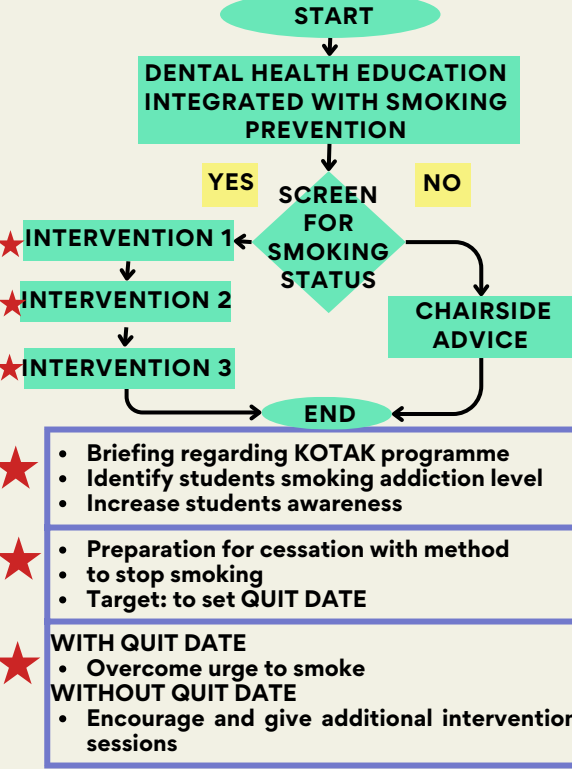 START
DENTAL HEALTH EDUCATION
INTEGRATED WITH SMOKING
PREVENTION
YES
NO
SCREEN
FOR
SMOKING
STATUS
INTERVENTION 1
INTERVENTION 2
INTERVENTION 3
CHAIRSIDE
ADVICE
END
• Briefing regarding KOTAK programme
• Identify students smoking addiction level
• Increase students awareness
• Preparation for cessation with method
• to stop smoking
• Target: to set QUIT DATE
WITH QUIT DATE
• Overcome urge to smoke
WITHOUT QUIT DATE
• Encourage and give additional intervention
sessions